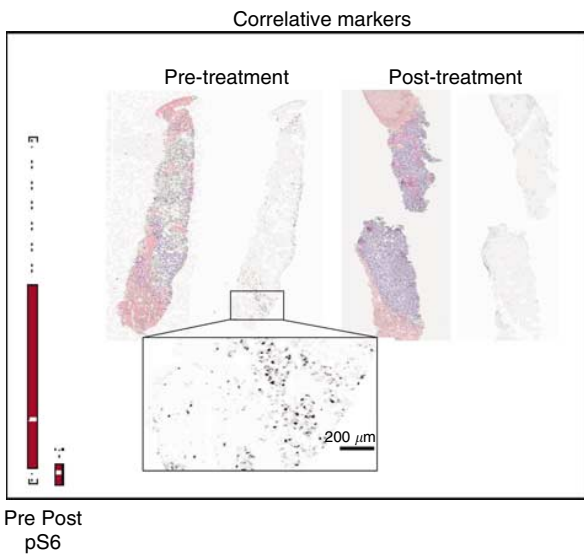 Correlative markers
Pre-treatment
Post-treatment
200 μm
Pre Post
pS6